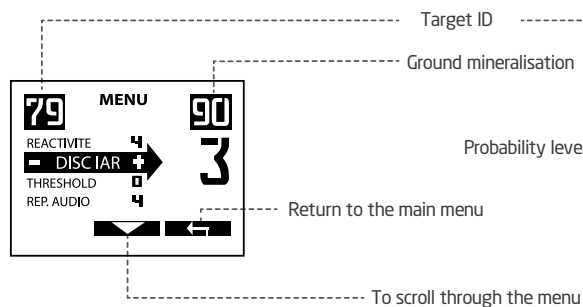 Target ID
Ground mineralisation
79 MENU 90
REACTIVITE 4
- DISC IAR + 3
THRESHOLD 0
REP. AUDIO 4
Probability leve
Return to the main menu
To scroll through the menu